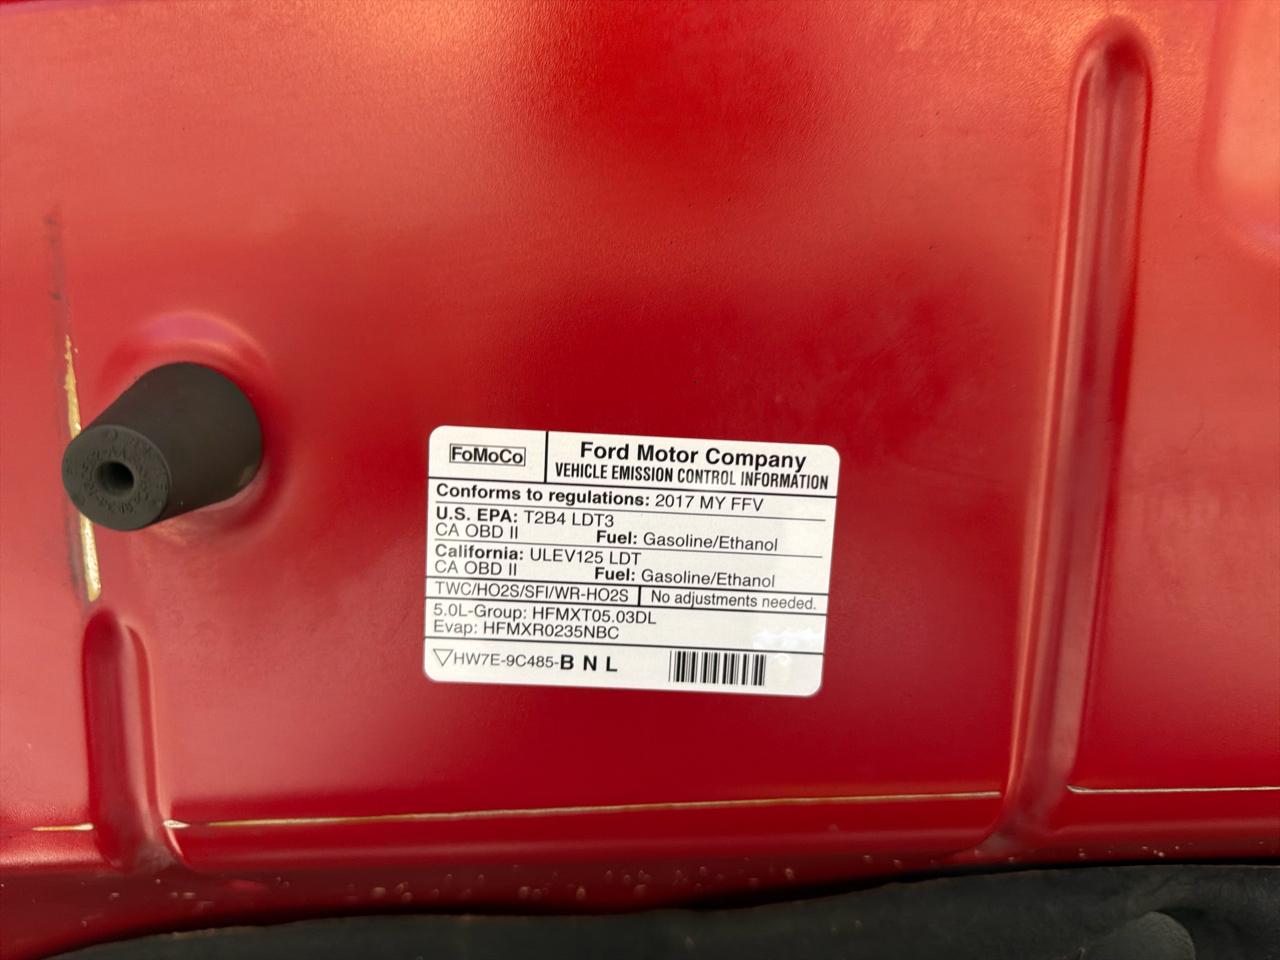 FoMoCo
Ford Motor Company
VEHICLE EMISSION CONTROL INFORMATION
Conforms to regulations: 2017 MY FFV
U.S. EPA: T2B4 LDT3
CA OBD II Fuel: Gasoline/Ethanol
California: ULEV125 LDT
CA OBD II Fuel: Gasoline/Ethanol
TWC/HO2S/SFI/WR-HO2S No adjustments needed.
5.0L-Group: HFMXT05.03DL
Evap: HFMXR0235NBC
▽HW7E-9C485-B N L